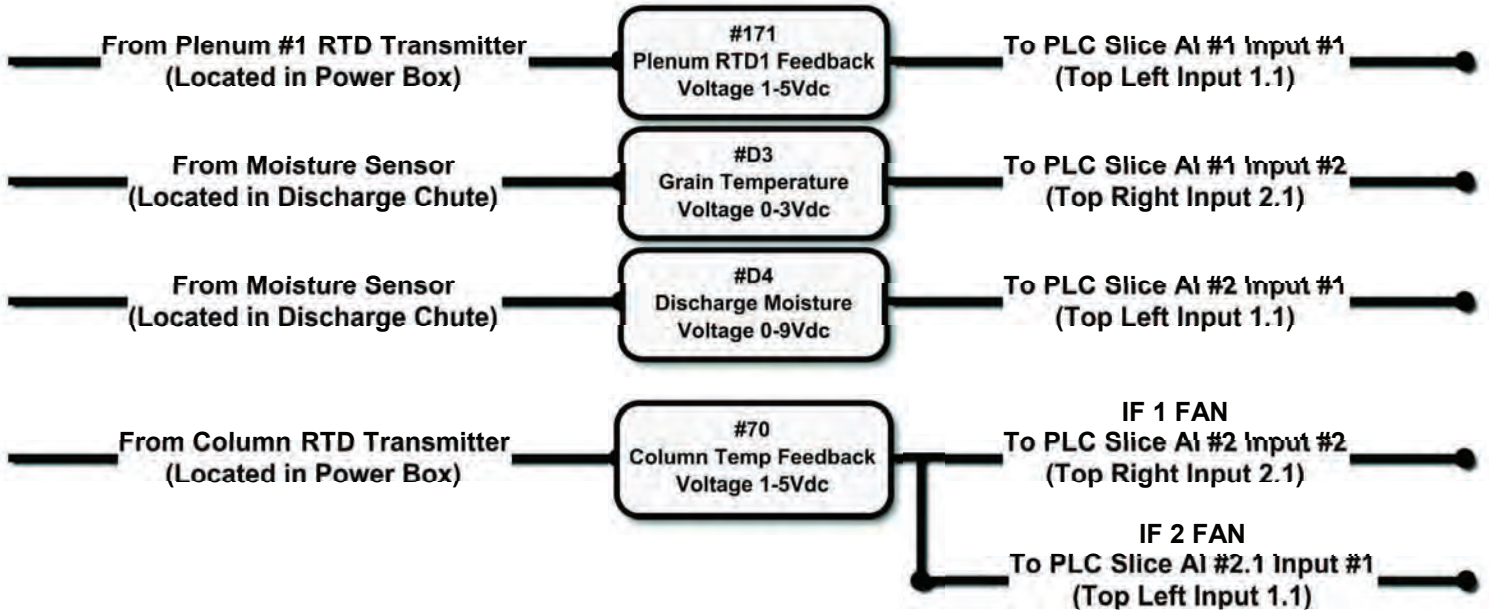 From Plenum #1 RTD Transmitter
(Located in Power Box)
#171
Plenum RTD1 Feedback
Voltage 1-5Vdc
To PLC Slice AI #1 Input #1
(Top Left Input 1.1)
From Moisture Sensor
(Located in Discharge Chute)
#D3
Grain Temperature
Voltage 0-3Vdc
To PLC Slice AI #1 Input #2
(Top Right Input 2.1)
From Moisture Sensor
(Located in Discharge Chute)
#D4
Discharge Moisture
Voltage 0-9Vdc
To PLC Slice AI #2 Input #1
(Top Left Input 1.1)
From Column RTD Transmitter
(Located in Power Box)
#70
Column Temp Feedback
Voltage 1-5Vdc
IF 1 FAN
To PLC Slice AI #2 Input #2
(Top Right Input 2.1)
IF 2 FAN
To PLC Slice AI #2.1 Input #1
(Top Left Input 1.1)